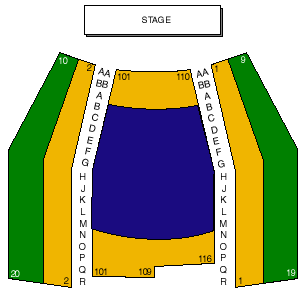 STAGE
10 2 AA 101 110 AA 1 9
BB BB
A A
B B
C C
D D
E E
F F
G G
H H
J J
K K
L L
M M
N N
O O
P P
Q 101 109 116 Q
20 2 R R 1 19